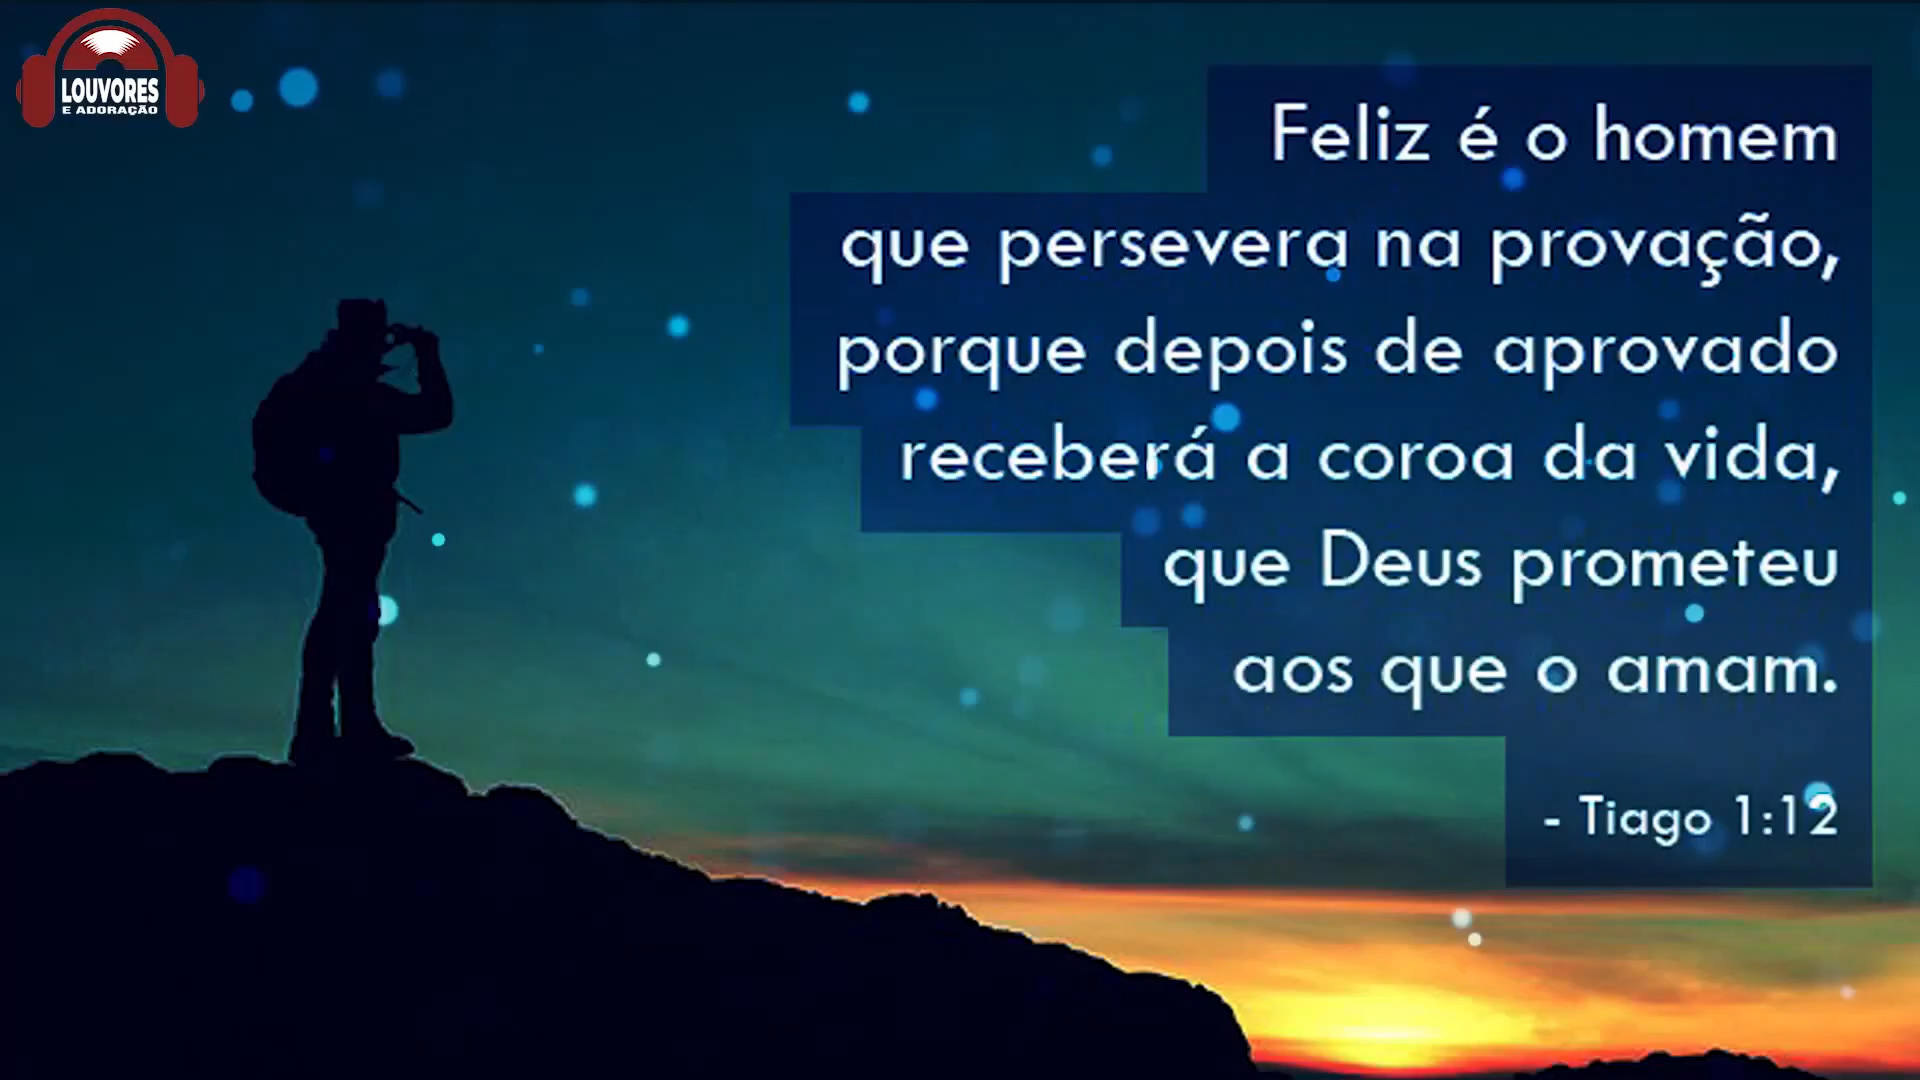 LOUVORES
E ADORAÇÃO
Feliz é o homem
que persevera na provação,
porque depois de aprovado
receberá a coroa da vida,
que Deus prometeu
aos que o amam.
- Tiago 1:12